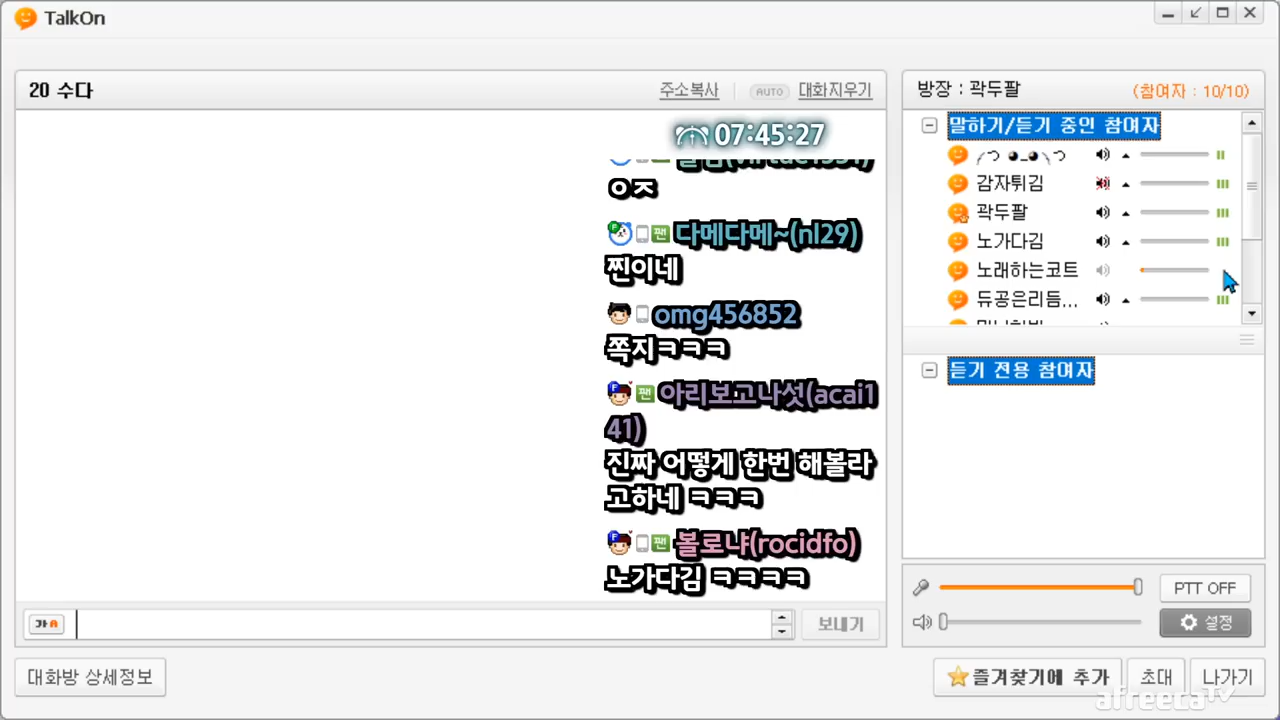 TalkOn
20 수다
주소복사
AUTO
대화지우기
07:45:27
ㅇㅈ
다메다메~(nl29)
찐이네
omg456852
쪽지ㅋㅋㅋ
아리보고나섯(acai1
41)
진짜 어떻게 한번 해볼라
고하네 ㅋㅋㅋ
볼로냐(rocidfo)
노가다김 ㅋㅋㅋㅋ
가A
보내기
대화방 상세정보
방장 : 곽두팔
(참여자 : 10/10)
말하기/듣기 중인 참여자
감자튀김
곽두팔
노가다김
노래하는코트
듀공은리듬...
듣기 전용 참여자
PTT OFF
설정
즐겨찾기에 추가
초대
나가기
afreecaTV